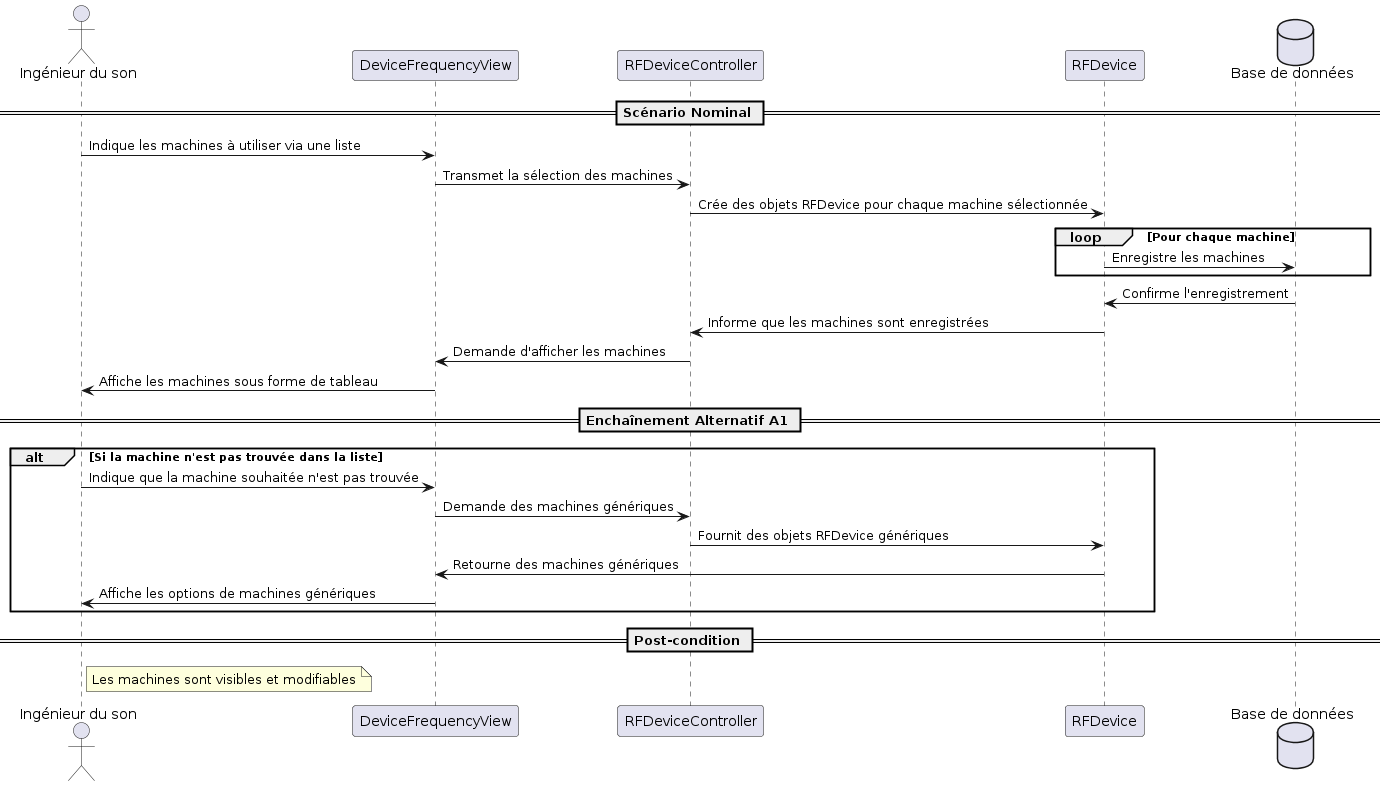 Ingénieur du son
DeviceFrequencyView
RFDeviceController
RFDevice
Base de données
Scénario Nominal
Indique les machines à utiliser via une liste
Transmet la sélection des machines
Crée des objets RFDevice pour chaque machine sélectionnée
loop
[Pour chaque machine]
Enregistre les machines
Confirme l'enregistrement
Informe que les machines sont enregistrées
Demande d'afficher les machines
Affiche les machines sous forme de tableau
Enchaînement Alternatif A1
alt
[Si la machine n'est pas trouvée dans la liste]
Indique que la machine souhaitée n'est pas trouvée
Demande des machines génériques
Fournit des objets RFDevice génériques
Retourne des machines génériques
Affiche les options de machines génériques
Post-condition
Les machines sont visibles et modifiables
Ingénieur du son
DeviceFrequencyView
RFDeviceController
RFDevice
Base de données